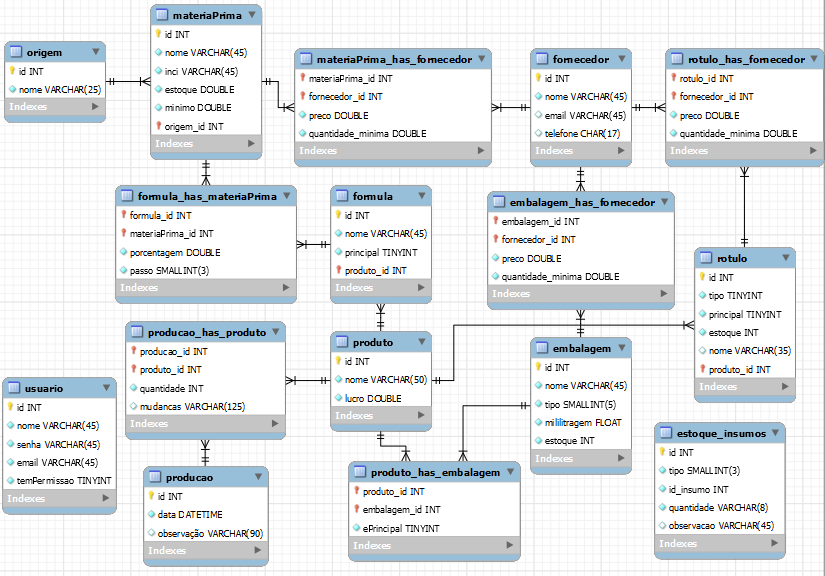 origem
id INT
nome VARCHAR(25)
Indexes
materiaPrima
id INT
nome VARCHAR(45)
inci VARCHAR(45)
estoque DOUBLE
minimo DOUBLE
origem_id INT
Indexes
materiaPrima_has_fornecedor
materiaPrima_id INT
fornecedor_id INT
preco DOUBLE
quantidade_minima DOUBLE
Indexes
fornecedor
id INT
nome VARCHAR(45)
email VARCHAR(45)
telefone CHAR(17)
Indexes
rotulo_has_fornecedor
rotulo_id INT
fornecedor_id INT
preco DOUBLE
quantidade_minima DOUBLE
Indexes
formula_has_materiaPrima
formula_id INT
materiaPrima_id INT
porcentagem DOUBLE
passo SMALLINT(3)
Indexes
formula
id INT
nome VARCHAR(45)
principal TINYINT
produto_id INT
Indexes
embalagem_has_fornecedor
embalagem_id INT
fornecedor_id INT
preco DOUBLE
quantidade_minima DOUBLE
Indexes
rotulo
id INT
tipo TINYINT
principal TINYINT
estoque INT
nome VARCHAR(35)
produto_id INT
Indexes
producao_has_produto
producao_id INT
produto_id INT
quantidade INT
mudancas VARCHAR(125)
Indexes
produto
id INT
nome VARCHAR(50)
lucro DOUBLE
Indexes
embalagem
id INT
nome VARCHAR(45)
tipo SMALLINT(5)
mililitragem FLOAT
estoque INT
Indexes
usuario
id INT
nome VARCHAR(45)
senha VARCHAR(45)
email VARCHAR(45)
temPermissao TINYINT
Indexes
producao
id INT
data DATETIME
observação VARCHAR(90)
Indexes
produto_has_embalagem
produto_id INT
embalagem_id INT
ePrincipal TINYINT
Indexes
estoque_insumos
id INT
tipo SMALLINT(3)
id_insumo INT
quantidade VARCHAR(8)
observacao VARCHAR(45)
Indexes